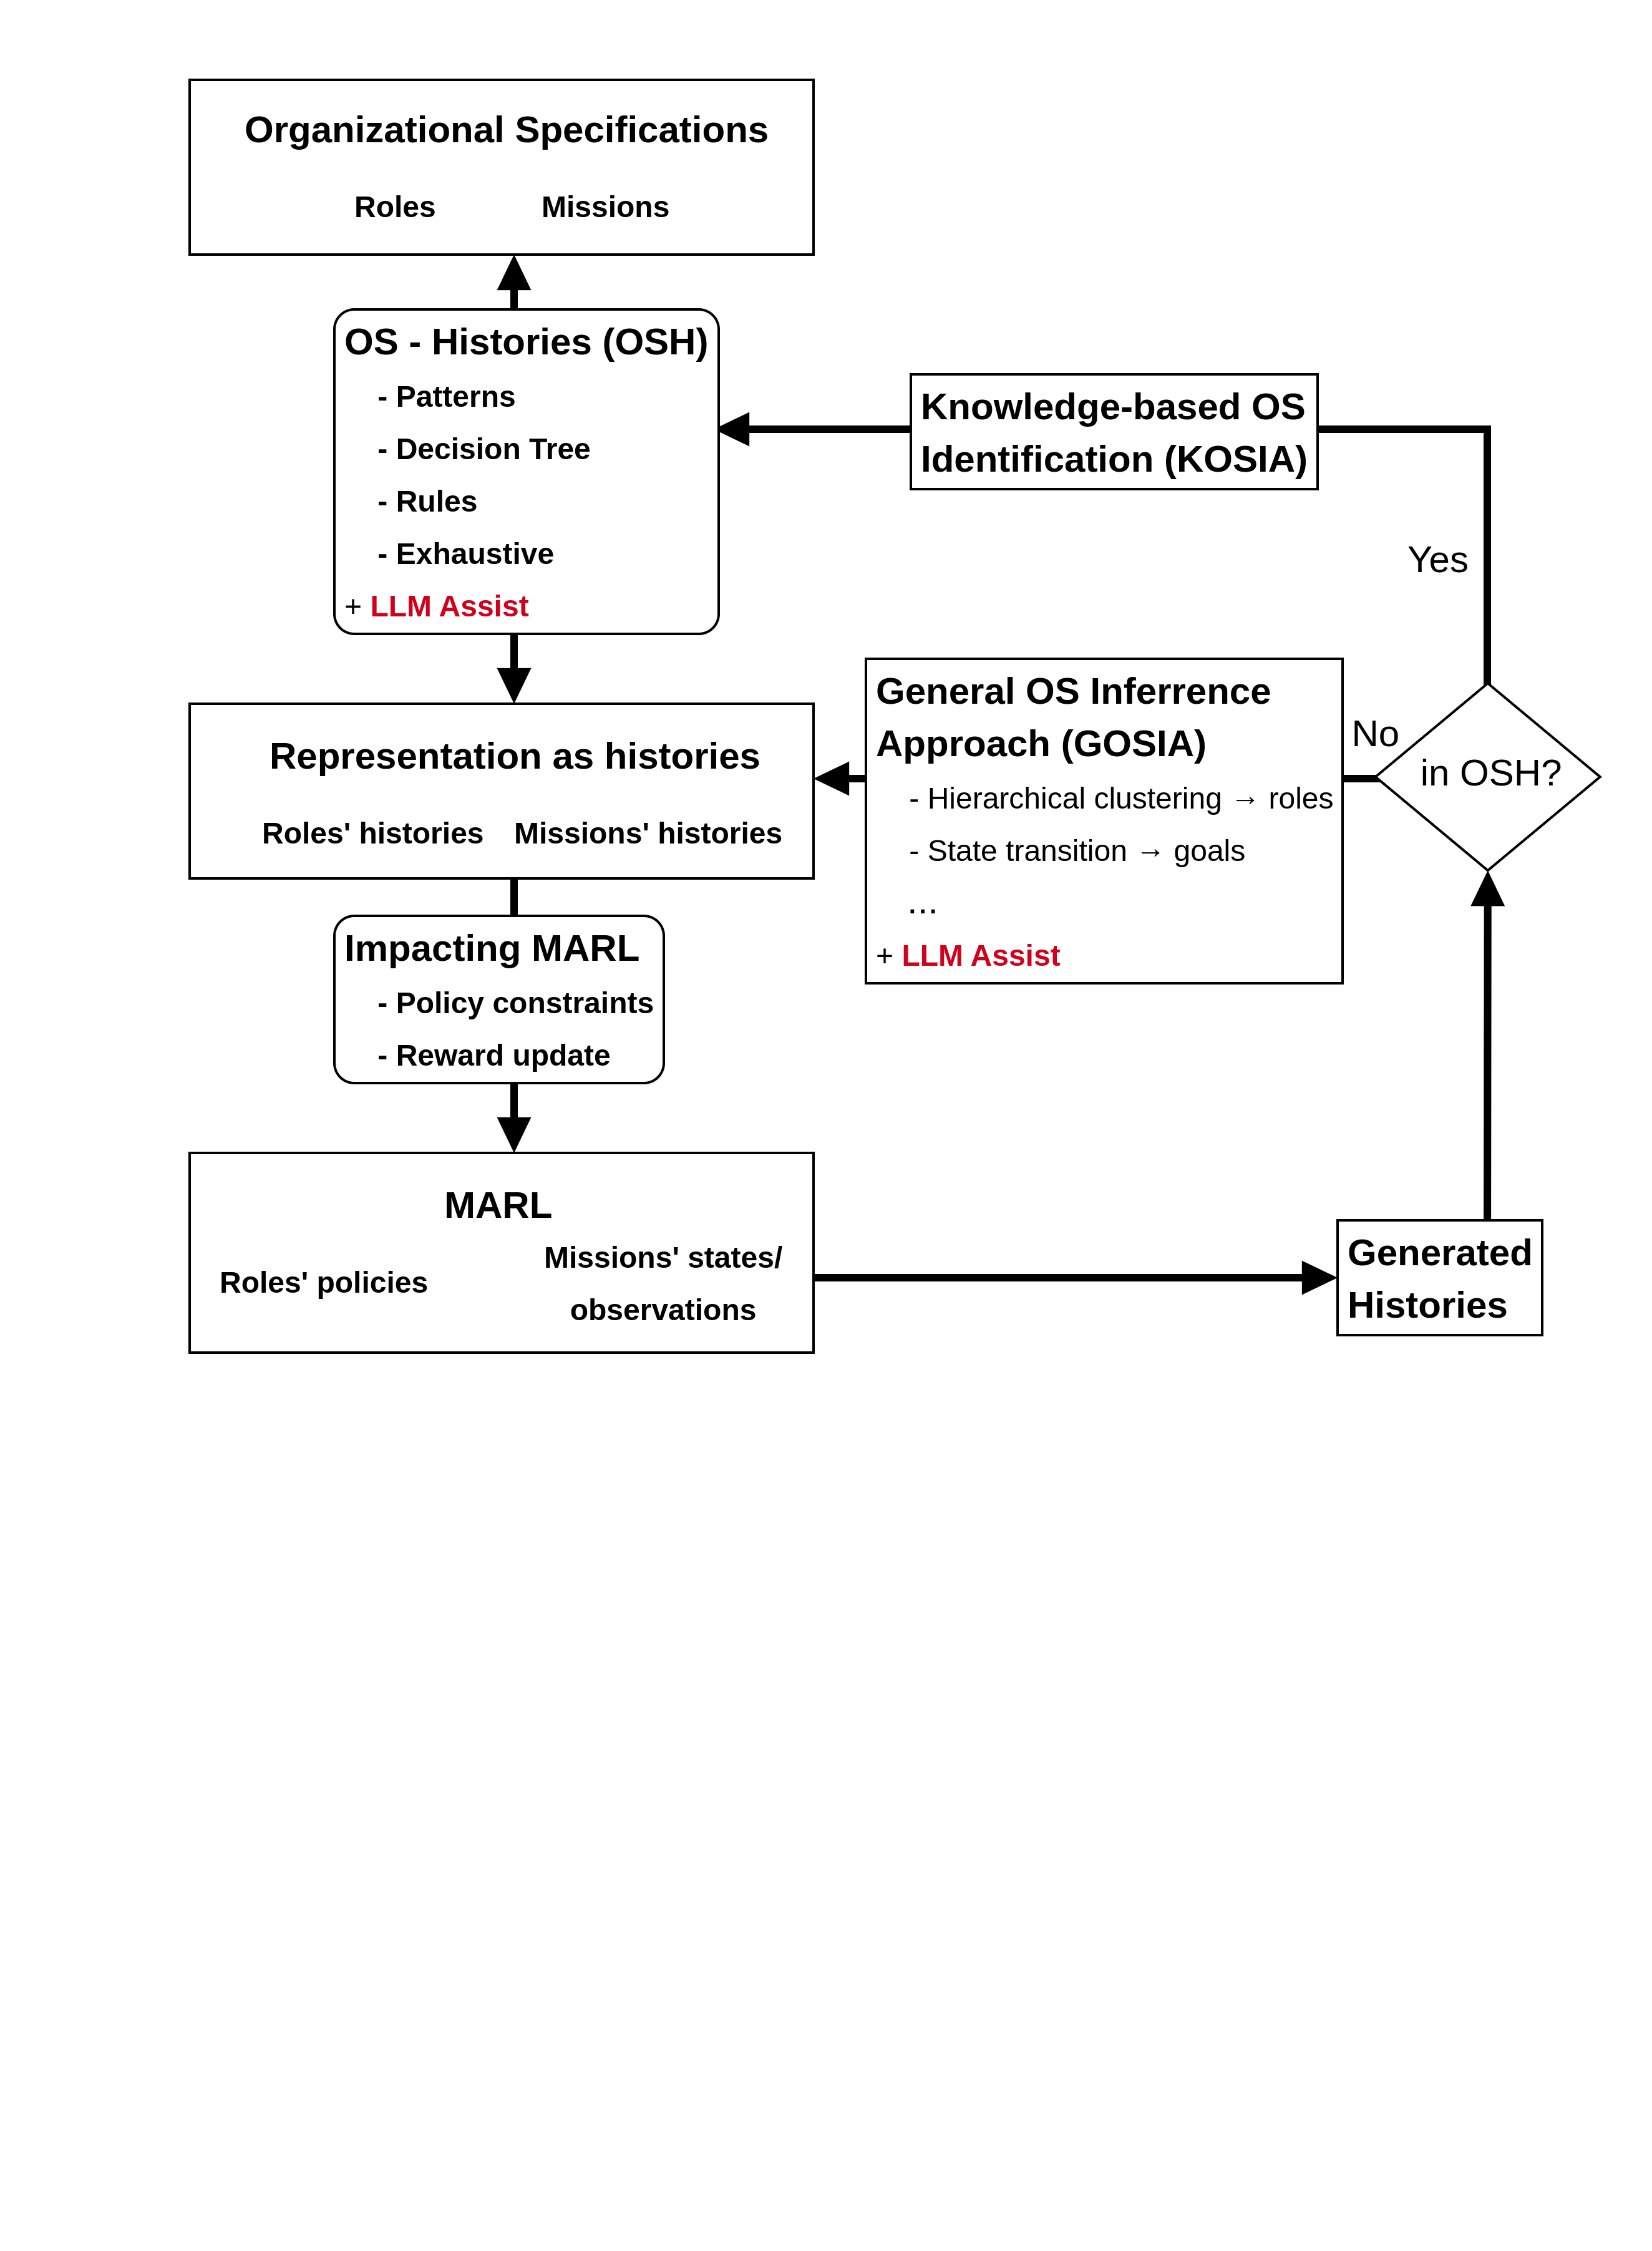 Organizational Specifications
Roles Missions
OS - Histories (OSH)
- Patterns
- Decision Tree
- Rules
- Exhaustive
+ LLM Assist
Knowledge-based OS
Identification (KOSIA)
Yes
General OS Inferrence
Approach (GOSIA)
- Hierarchical clustering → roles
- State transition → goals
...
+ LLM Assist
No
in OSH?
Representation as histories
Roles' histories Missions' histories
Impacting MARL
- Policy constraints
- Reward update
MARL
Roles' policies
Missions' states/
observations
Generated
Histories